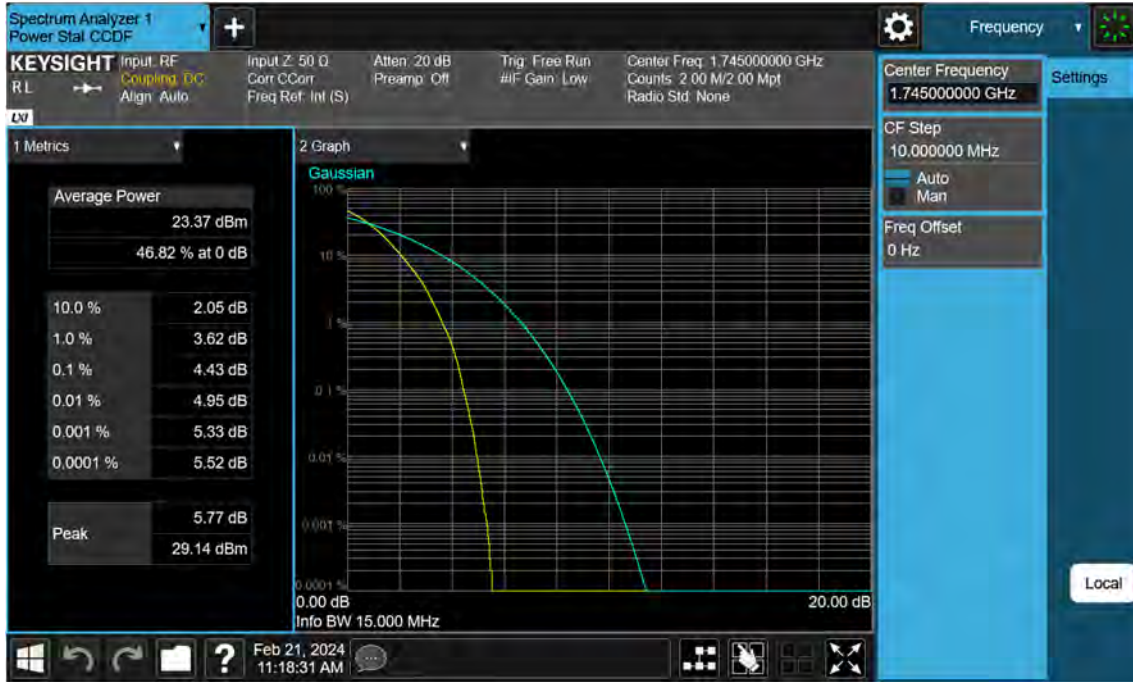 Spectrum Analyzer 1
Power Stat CCDF
Frequency
KEYSIGHT
RL
LXI
Input: RF
Coupling: DC
Align: Auto
Input Z: 50 Ω
Corr CCorr
Freq Ref: Int (S)
Atten: 20 dB
Preamp: Off
Trig: Free Run
#IF Gain: Low
Center Freq: 1.745000000 GHz
Counts: 2.00 M/2.00 Mpt
Radio Std: None
Center Frequency
1.745000000 GHz
Settings
CF Step
10.000000 MHz
Auto
Man
Freq Offset
0 Hz
1 Metrics
Average Power
23.37 dBm
46.82 % at 0 dB
10.0 % 2.05 dB
1.0 % 3.62 dB
0.1 % 4.43 dB
0.01 % 4.95 dB
0.001 % 5.33 dB
0.0001 % 5.52 dB
Peak
5.77 dB
29.14 dBm
2 Graph
Gaussian
100 %
10 %
1 %
0.1 %
0.01 %
0.001 %
0.0001 %
0.00 dB 20.00 dB
Info BW 15.000 MHz
Local
?
Feb 21, 2024
11:18:31 AM